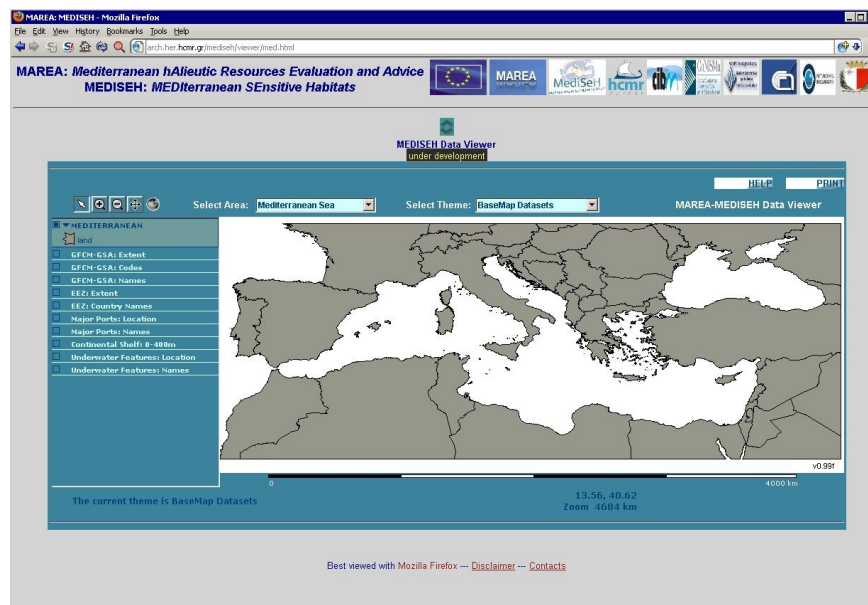 MAREA: MEDISEH - Mozilla Firefox
File Edit View History Bookmarks Tools Help
arch.her.hcmr.gr/mediseh/viewer/med.html
MAREA: Mediterranean hAlieutic Resources Evaluation and Advice
MEDISEH: MEDIterranean SEnsitive Habitats
MAREA
MediSeH
hcmr
cibm
MEDISEH Data Viewer
under development
HELP
PRINT
Select Area: Mediterranean Sea
Select Theme: BaseMap Datasets
MAREA-MEDISEH Data Viewer
MEDITERRANEAN
land
GFCM-GSA: Extent
GFCM-GSA: Codes
GFCM-GSA: Names
EEZ: Extent
EEZ: Country Names
Major Ports: Location
Major Ports: Names
Continental Shelf: 0-400m
Underwater Features: Location
Underwater Features: Names
v0.99f
0
4000 km
The current theme is BaseMap Datasets
13.56, 40.62
Zoom 4684 km
Best viewed with Mozilla Firefox --- Disclaimer --- Contacts